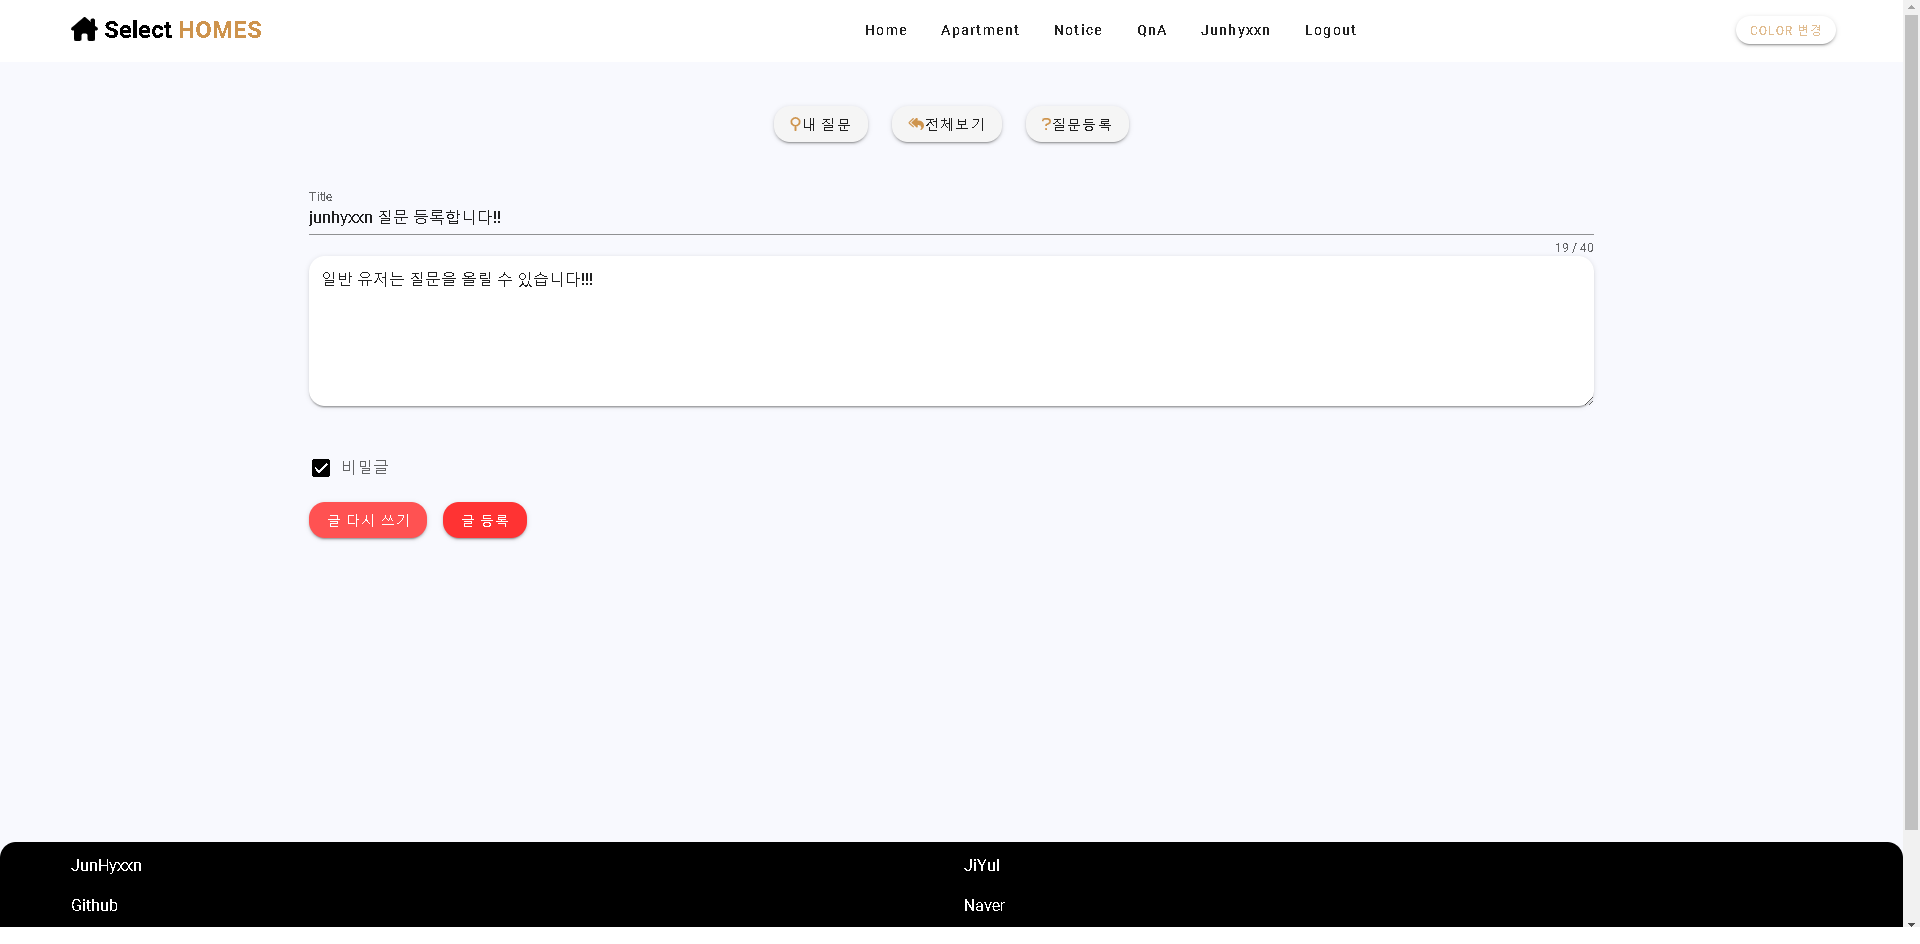 Select HOMES
Home Apartment Notice QnA Junhyxxn Logout
COLOR 변경
내 질문 전체보기 ?질문등록
Title
junhyxxn 질문 등록합니다!!
19 / 40
일반 유저는 질문을 올릴 수 있습니다!!!
비밀글
글 다시 쓰기 글 등록
JunHyxxn JiYul
Github Naver